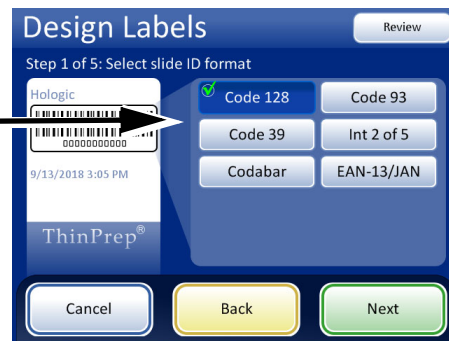 Design Labels
Review
Step 1 of 5: Select slide ID format
Hologic
00000000000
9/13/2018 3:05 PM
ThinPrep®
Code 128
Code 93
Code 39
Int 2 of 5
Codabar
EAN-13/JAN
Cancel
Back
Next